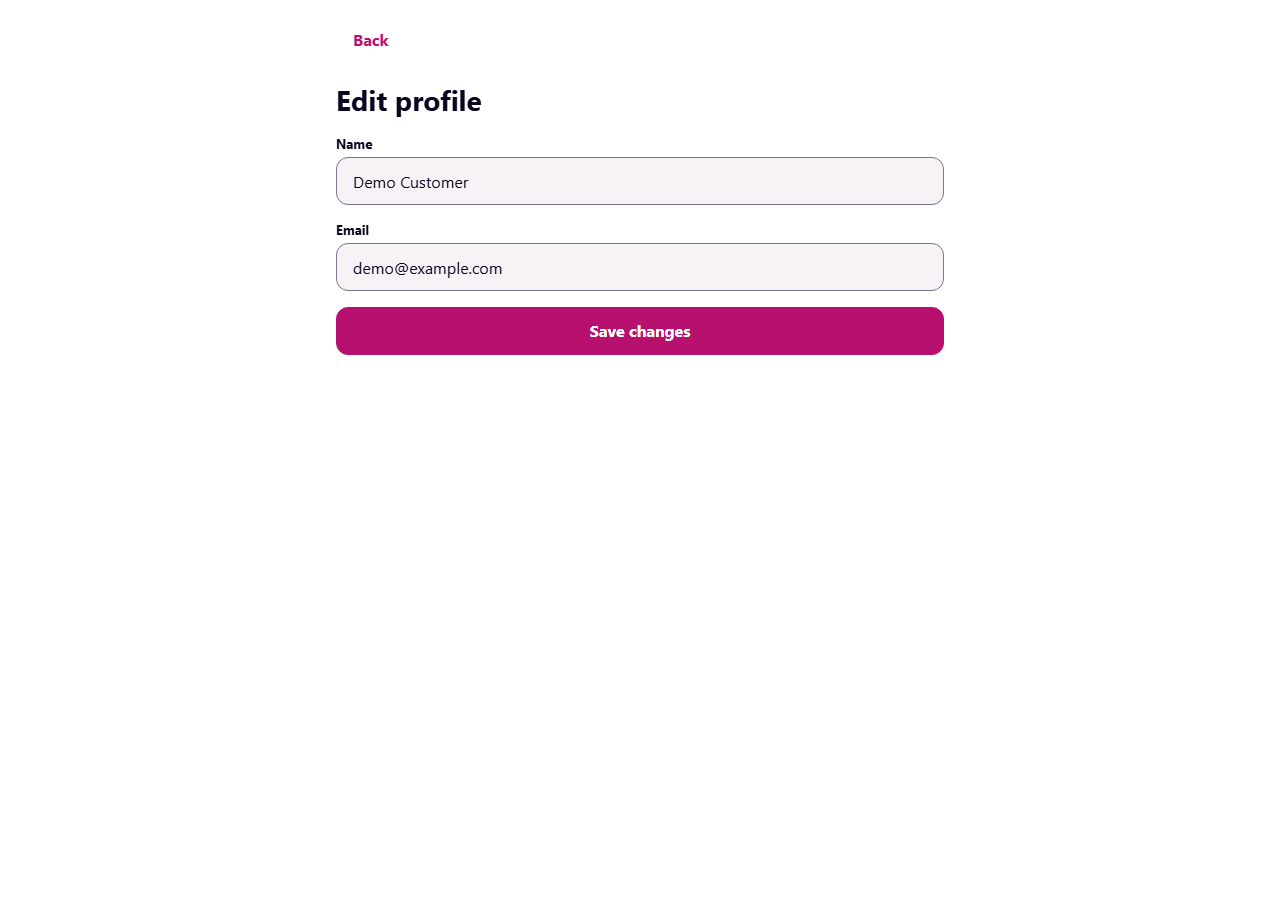 Back
Edit profile
Name
Demo Customer
Email
demo@example.com
Save changes